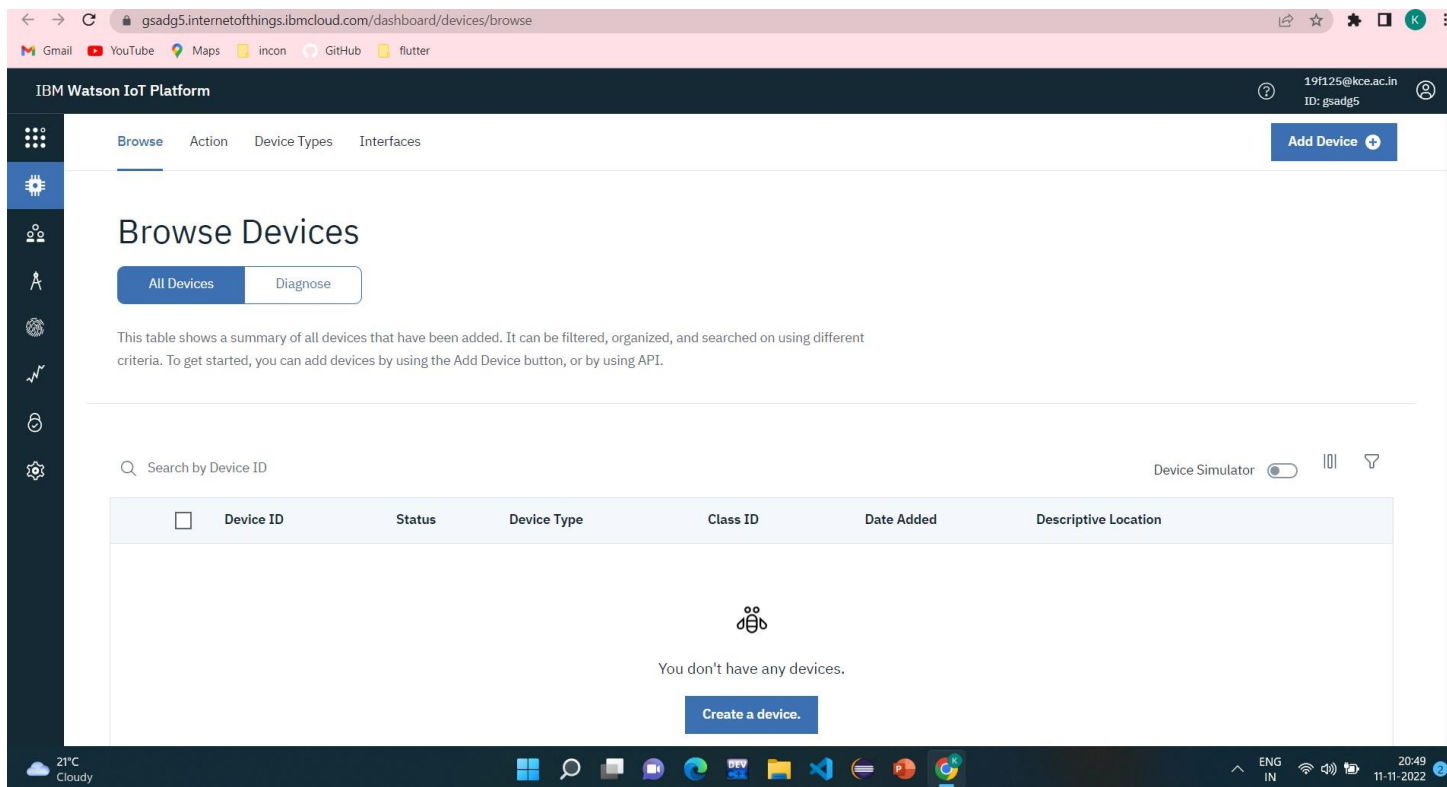 gsadg5.internetofthings.ibmcloud.com/dashboard/devices/browse
K
Gmail YouTube Maps incon GitHub flutter
IBM Watson IoT Platform
19f125@kce.ac.in
ID: gsadg5
Browse Action Device Types Interfaces
Add Device
Browse Devices
All Devices Diagnose
This table shows a summary of all devices that have been added. It can be filtered, organized, and searched on using different
criteria. To get started, you can add devices by using the Add Device button, or by using API.
Search by Device ID
Device Simulator
Device ID Status Device Type Class ID Date Added Descriptive Location
You don't have any devices.
Create a device.
21°C
Cloudy
DEV
ENG
IN
20:49
11-11-2022
2